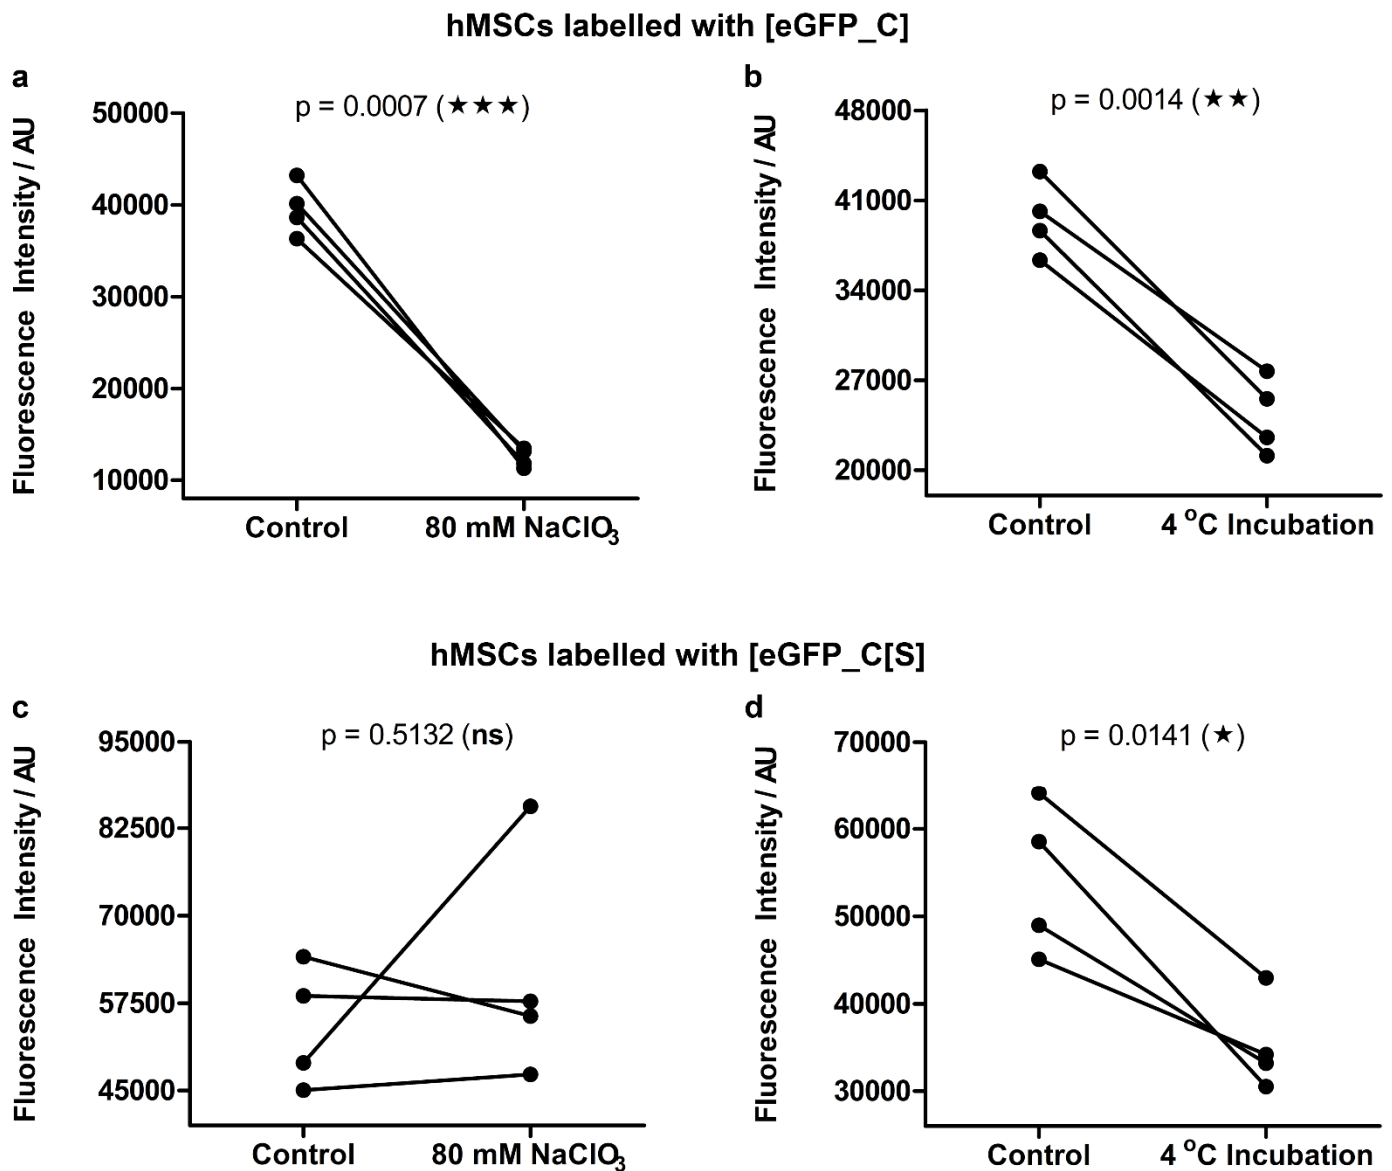 hMSCs labelled with [eGFP_C]
a
p = 0.0007 (★★★)
Fluorescence Intensity / AU
50000
40000
30000
20000
10000
Control
80 mM NaClO₃
b
p = 0.0014 (★★)
Fluorescence Intensity / AU
48000
41000
34000
27000
20000
Control
4 °C Incubation
hMSCs labelled with [eGFP_C[S]
c
p = 0.5132 (ns)
Fluorescence Intensity / AU
95000
82500
70000
57500
45000
Control
80 mM NaClO₃
d
p = 0.0141 (★)
Fluorescence Intensity / AU
70000
60000
50000
40000
30000
Control
4 °C Incubation